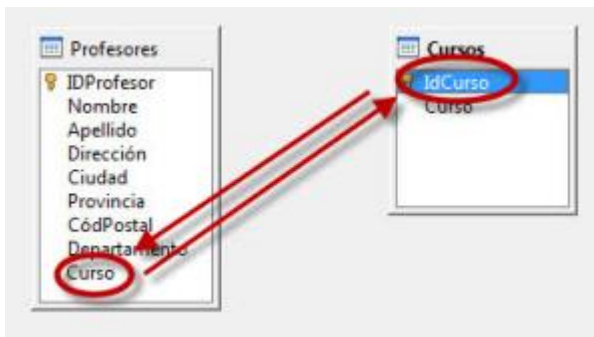 Profesores
IDProfesor
Nombre
Apellido
Dirección
Ciudad
Provincia
CódPostal
Departamento
Curso
Cursos
IdCurso
Curso